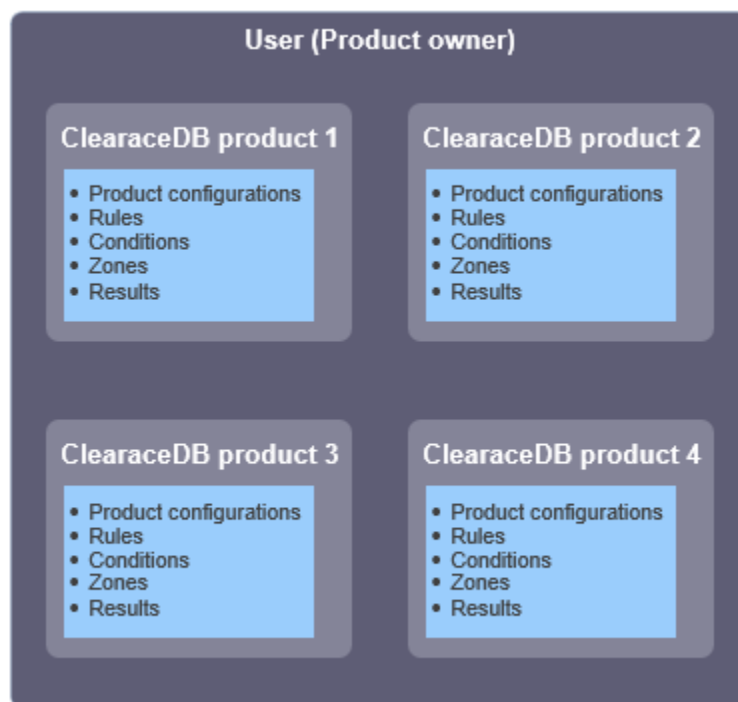 User (Product owner)
ClearaceDB product 1
• Product configurations
• Rules
• Conditions
• Zones
• Results
ClearaceDB product 2
• Product configurations
• Rules
• Conditions
• Zones
• Results
ClearaceDB product 3
• Product configurations
• Rules
• Conditions
• Zones
• Results
ClearaceDB product 4
• Product configurations
• Rules
• Conditions
• Zones
• Results